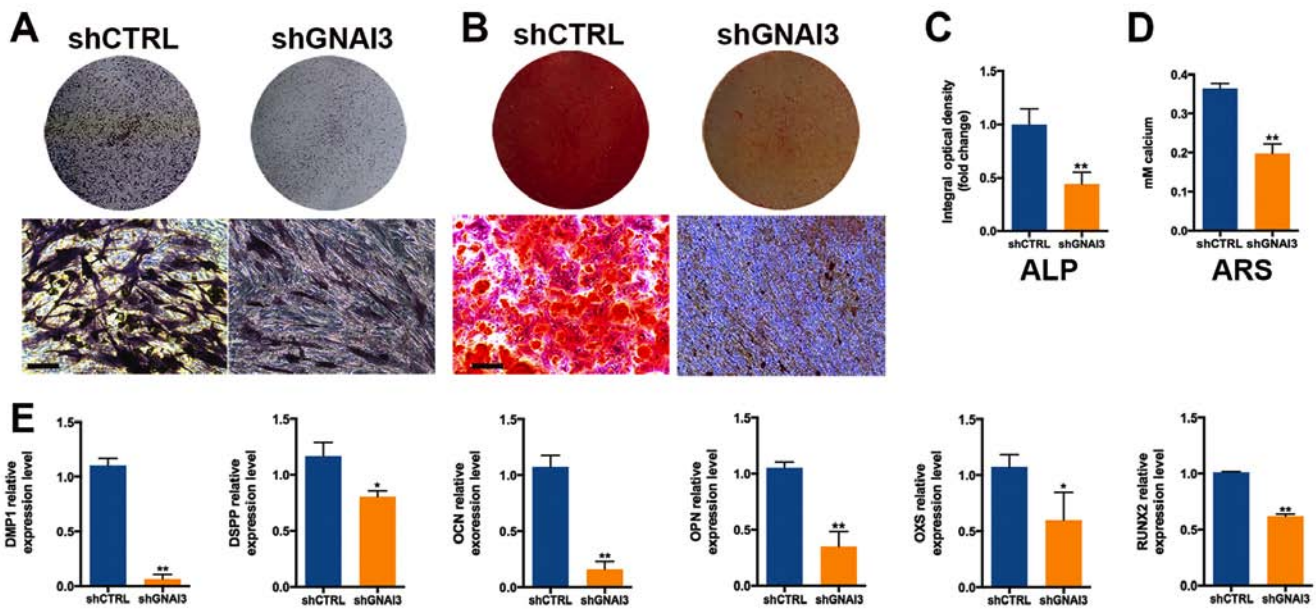 A
shCTRL
shGNAI3
B
shCTRL
shGNAI3
C
Integral optical density
(fold change)
1.5
1.0
0.5
0.0
**
shCTRL
shGNAI3
ALP
D
mM calcium
0.4
0.3
0.2
0.1
0.0
**
shCTRL
shGNAI3
ARS
E
DMP1 relative
expression level
1.5
1.0
0.5
0.0
**
shCTRL
shGNAI3
DSPP relative
expression level
1.5
1.0
0.5
0.0
*
shCTRL
shGNAI3
OCN relative
exoression level
1.5
1.0
0.5
0.0
**
shCTRL
shGNAI3
OPN relative
expression level
1.5
1.0
0.5
0.0
**
shCTRL
shGNAI3
OXS relative
expression level
1.5
1.0
0.5
0.0
*
shCTRL
shGNAI3
RUNX2 relative
expression level
1.5
1.0
0.5
0.0
**
shCTRL
shGNAI3